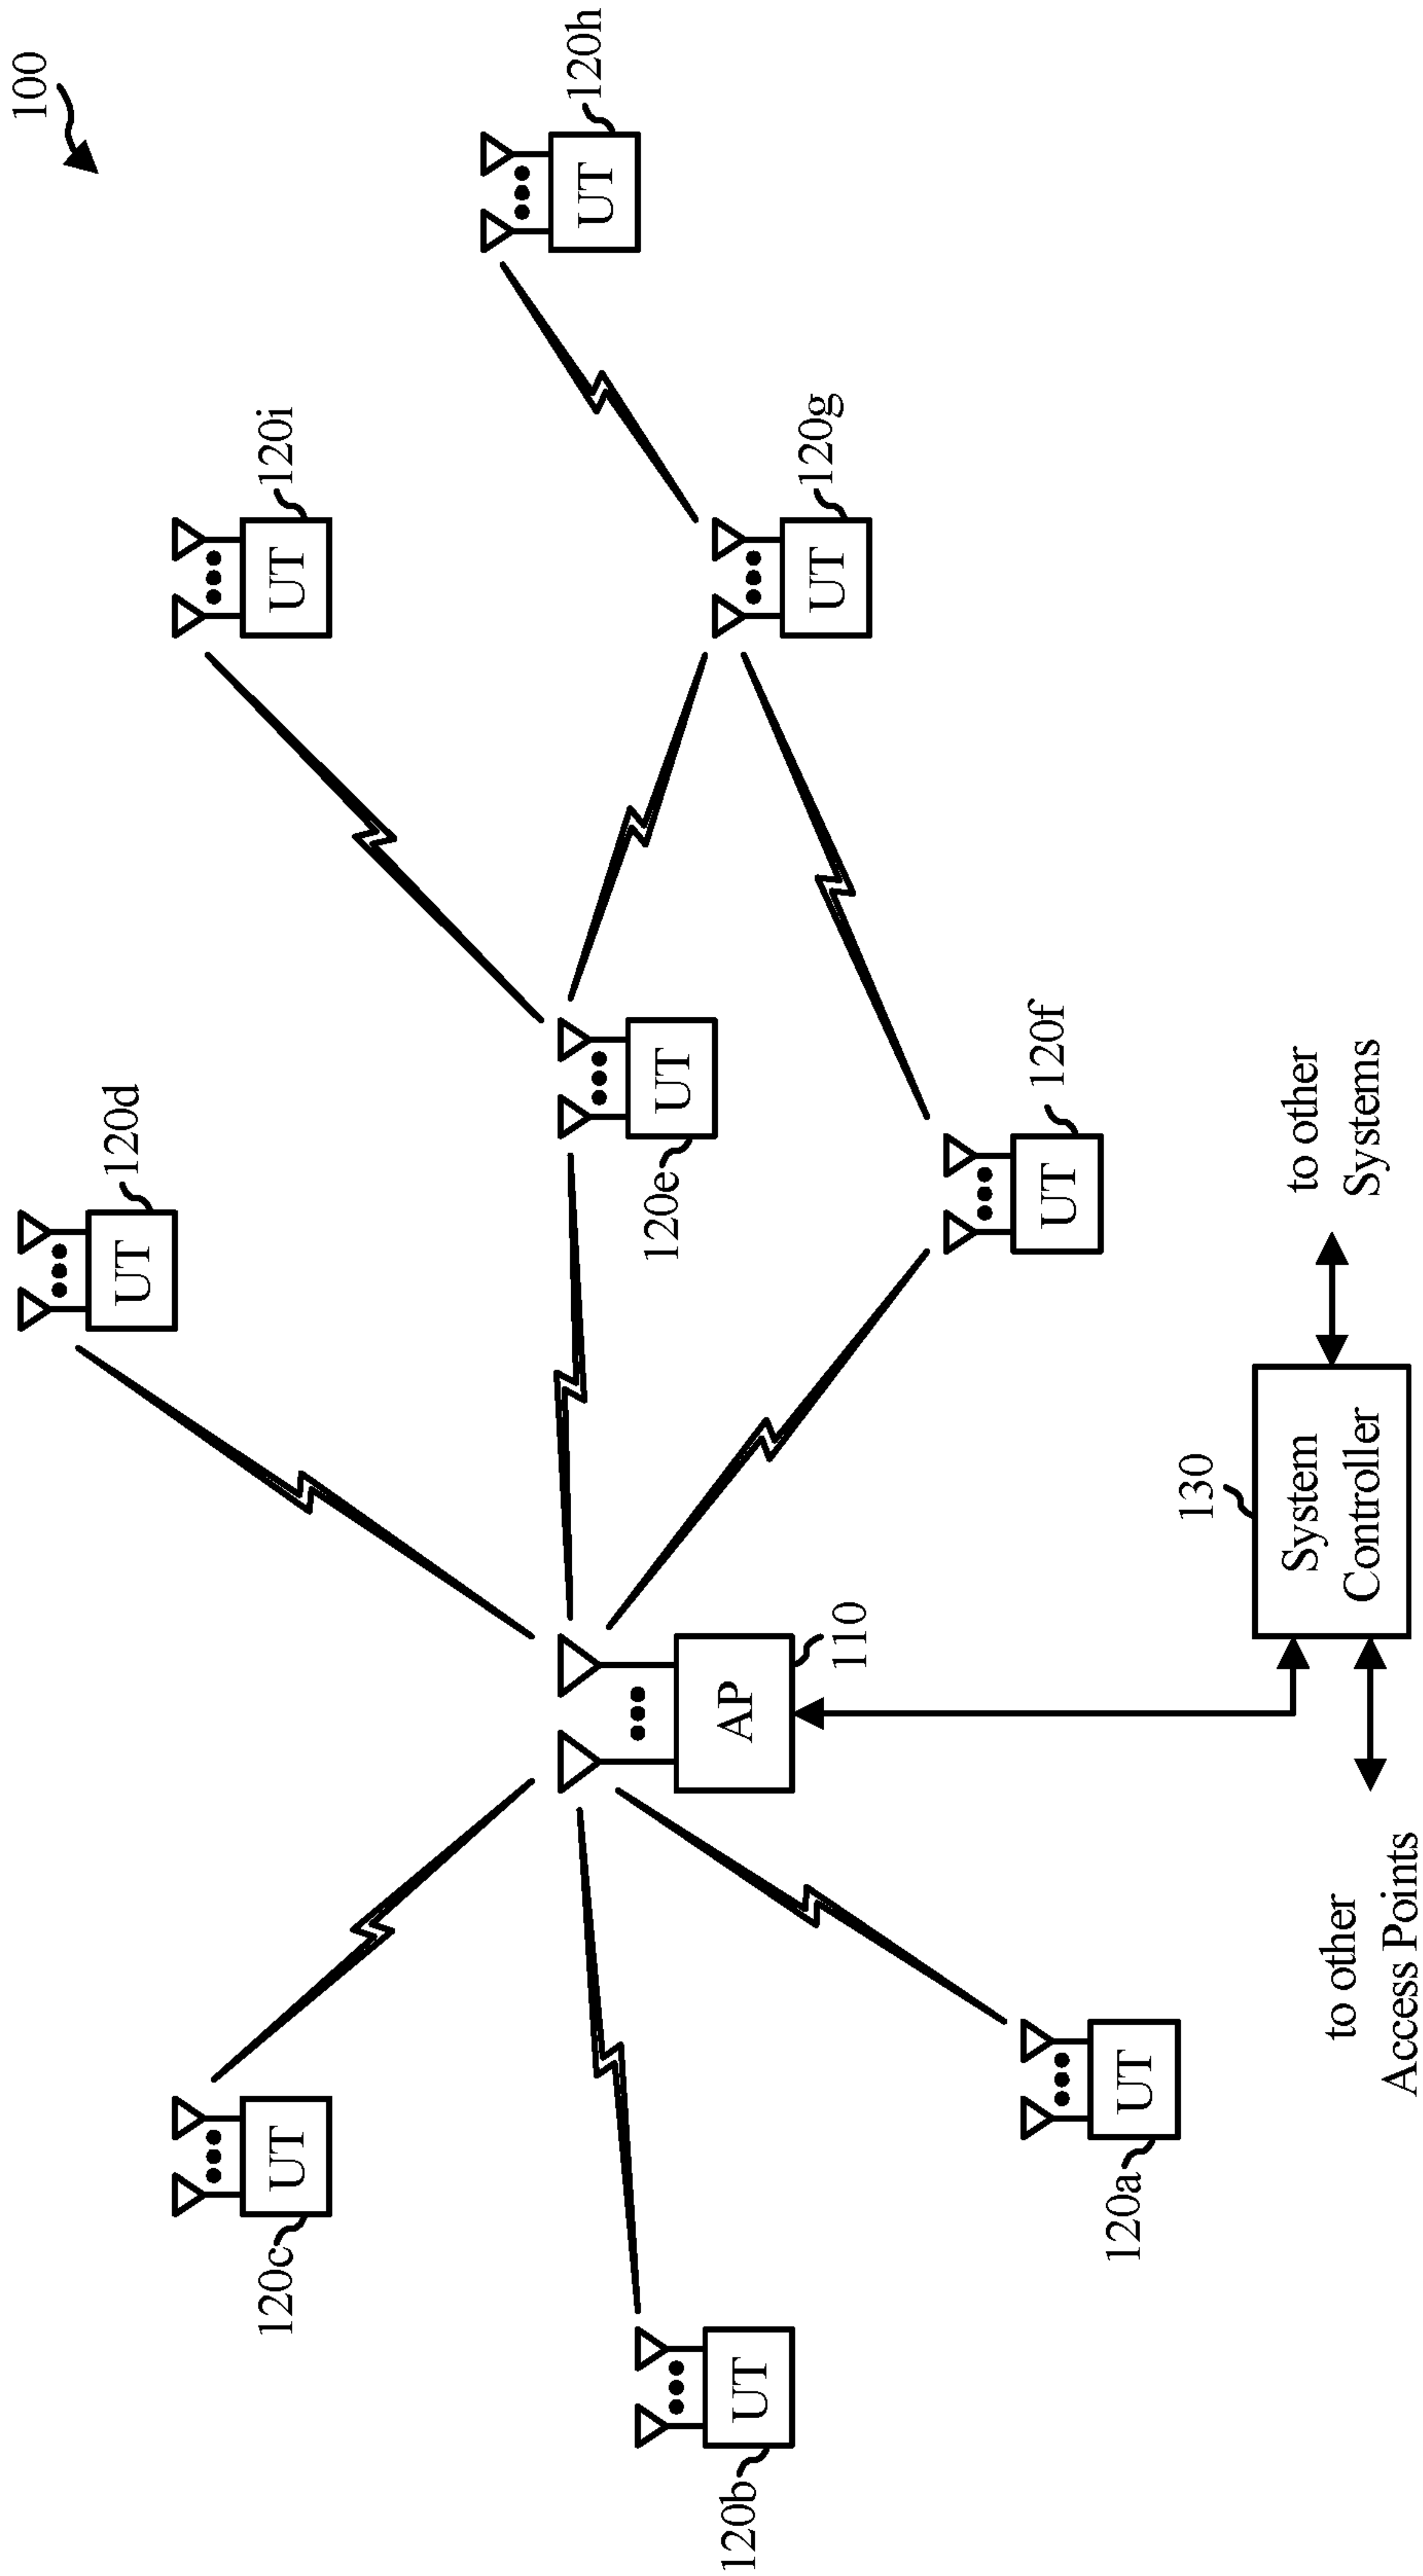 100
UT
120d
UT
120c
UT
120i
UT
120h
UT
120e
UT
120b
AP
110
UT
120g
UT
120f
UT
120a
130
System
Controller
to other
Systems
to other
Access Points